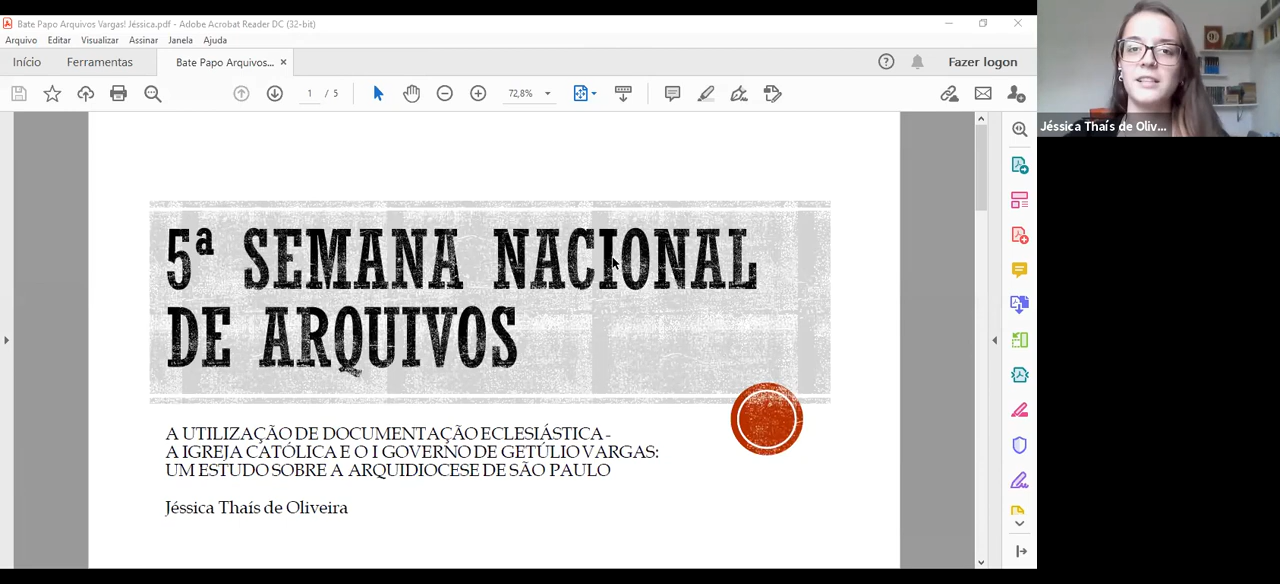 Bate Papo Arquivos Vargas! Jéssica.pdf - Adobe Acrobat Reader DC (32-bit)
Arquivo Editar Visualizar Assinar Janela Ajuda
Início Ferramentas Bate Papo Arquivos... × Fazer logon
1 / 5 72,8%
Jéssica Thaís de Oliv...
5ª SEMANA NACIONAL
DE ARQUIVOS
A UTILIZAÇÃO DE DOCUMENTAÇÃO ECLESIÁSTICA -
A IGREJA CATÓLICA E O I GOVERNO DE GETÚLIO VARGAS:
UM ESTUDO SOBRE A ARQUIDIOCESE DE SÃO PAULO
Jéssica Thaís de Oliveira